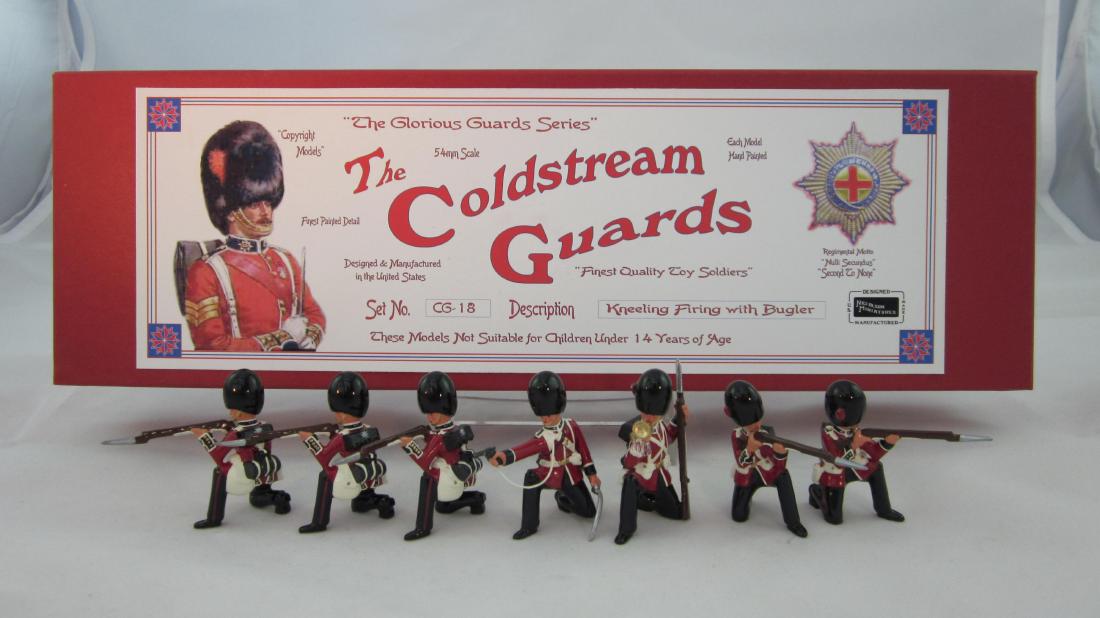 "The Glorious Guards Series"
"Copyright
Models"
54mm Scale
Each Model
Hand Painted
The Coldstream
Guards
Finest Painted Detail
Designed & Manufactured
in the United States
"Finest Quality Toy Soldiers"
Regimental Motto
"Nulli Secundus"
"Second To None"
Set No. CG-18 Description Kneeling Firing with Bugler
DESIGNED
MANUFACTURED
These Models Not Suitable for Children Under 14 Years of Age